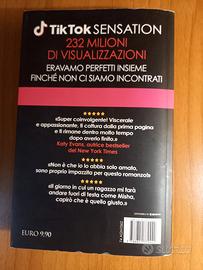 TikTok SENSATION
232 MILIONI
DI VISUALIZZAZIONI
ERAVAMO PERFETTI INSIEME
FINCHÉ NON CI SIAMO INCONTRATI
«Super coinvolgente! Viscerale
e appassionante, ti cattura dalla prima pagina
e ti rimane dentro molto tempo
dopo averlo finito.»
Katy Evans, autrice bestseller
del New York Times
«Non è che io lo abbia solo amato,
sono proprio impazzita per questo romanzo!»
«Il giorno in cui un ragazzo mi farà
andare fuori di testa come Misha,
capirò che è quello giusto.»
EURO 9,90